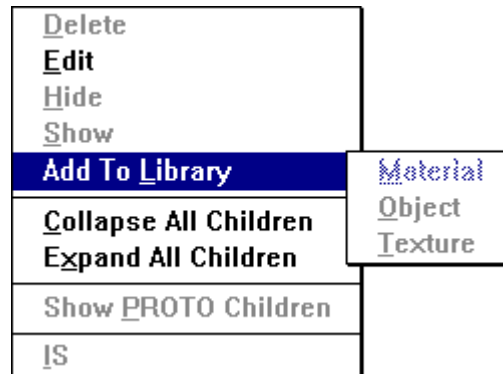 Delete
Edit
Hide
Show
Add To Library
Collapse All Children
Expand All Children
Show PROTO Children
IS
Material
Object
Texture